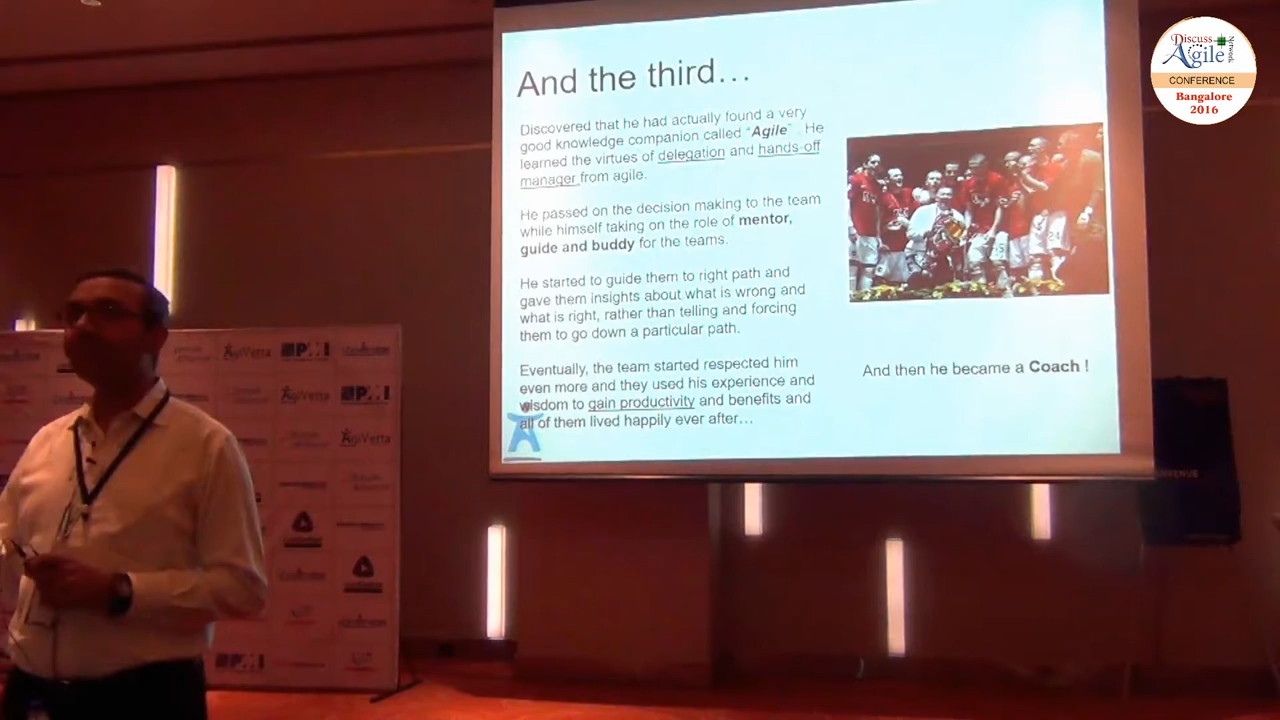 Discuss
Agile
Network
CONFERENCE
Bangalore
2016
And the third…
Discovered that he had actually found a very
good knowledge companion called "Agile" . He
learned the virtues of delegation and hands-off
manager from agile.
He passed on the decision making to the team
while himself taking on the role of mentor,
guide and buddy for the teams.
He started to guide them to right path and
gave them insights about what is wrong and
what is right, rather than telling and forcing
them to go down a particular path.
Eventually, the team started respected him
even more and they used his experience and
wisdom to gain productivity and benefits and
all of them lived happily ever after…
And then he became a Coach !
AgiVetta
PMI
AgiVetta
PMI
AgiVetta
PMI